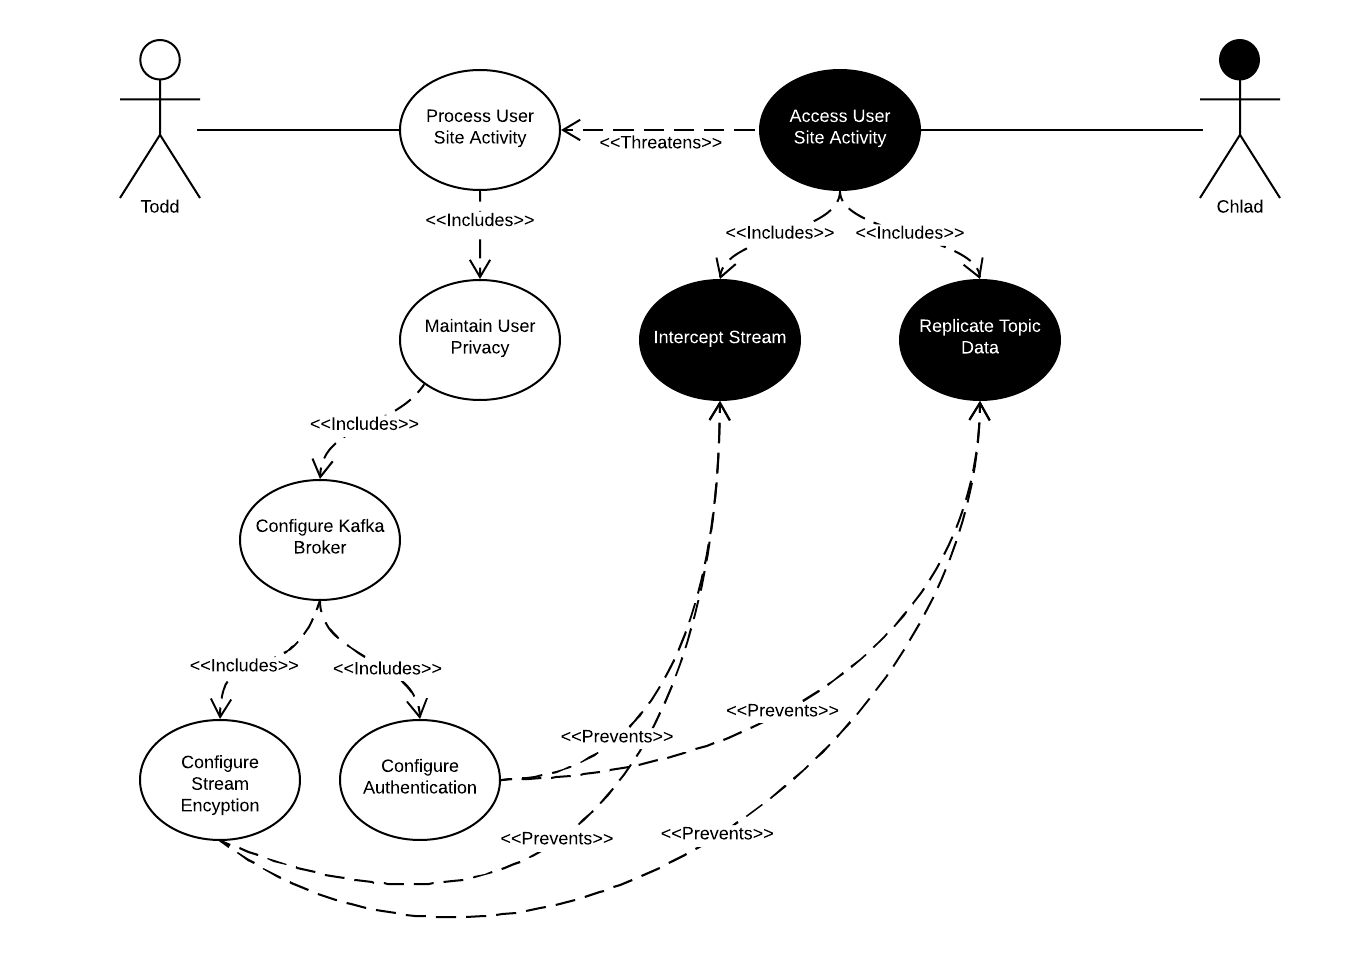 Process User
Site Activity
Access User
Site Activity
<<Threatens>>
Todd
Chlad
<<Includes>>
<<Includes>>
<<Includes>>
Maintain User
Privacy
Intercept Stream
Replicate Topic
Data
<<Includes>>
Configure Kafka
Broker
<<Includes>>
<<Includes>>
<<Prevents>>
<<Prevents>>
Configure
Stream
Encyption
Configure
Authentication
<<Prevents>>
<<Prevents>>